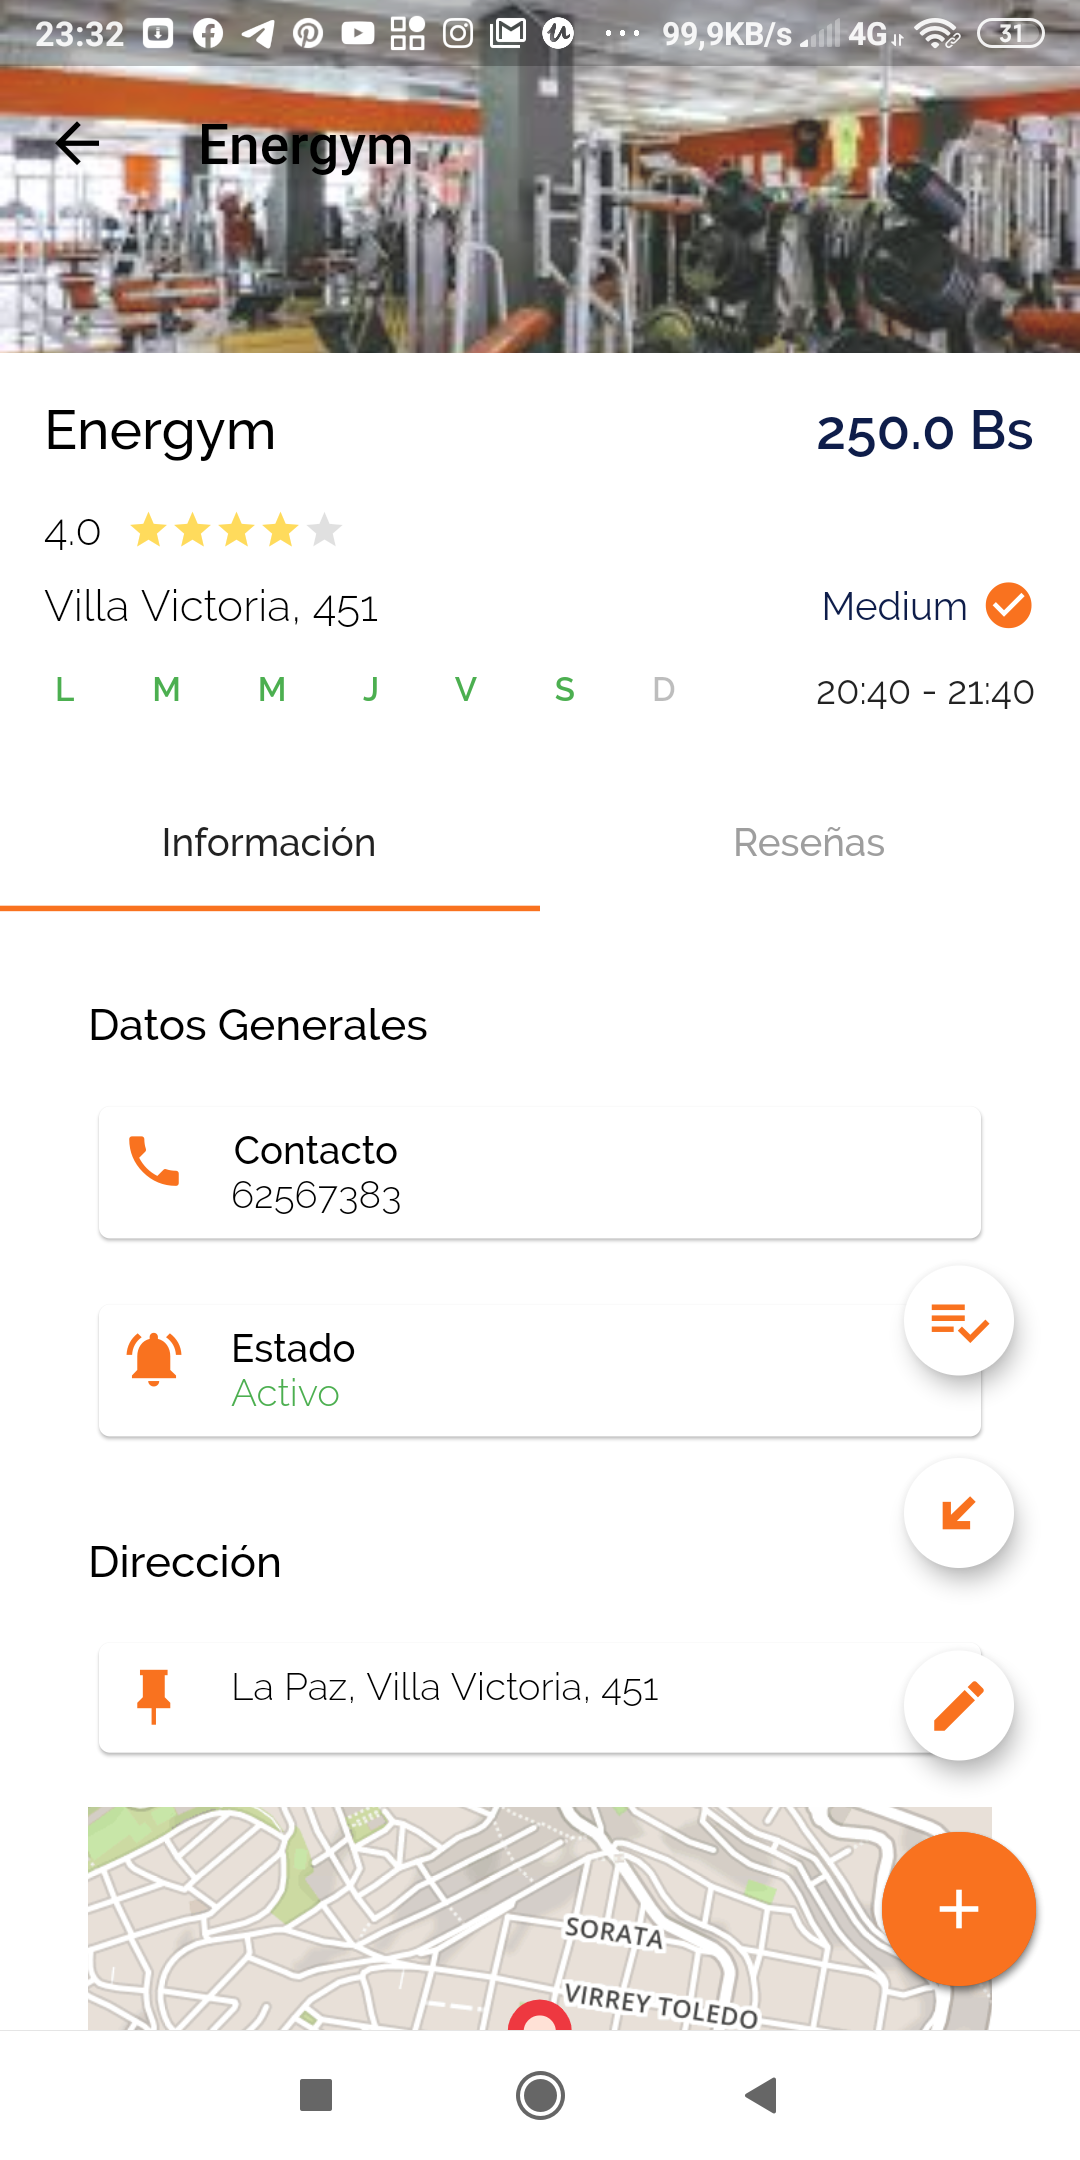 23:32 ... 99,9KB/s 4G 31
Energym
Energym 250.0 Bs
4.0
Villa Victoria, 451 Medium
L M M J V S D 20:40 - 21:40
Información Reseñas
Datos Generales
Contacto
62567383
Estado
Activo
Dirección
La Paz, Villa Victoria, 451
SORATA
VIRREY TOLEDO